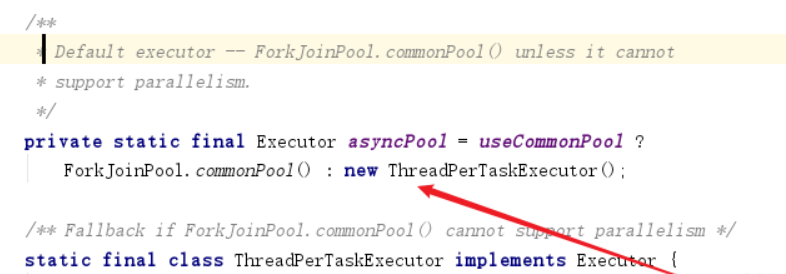 /**
* Default executor -- ForkJoinPool.commonPool() unless it cannot
* support parallelism.
*/
private static final Executor asyncPool = useCommonPool ?
ForkJoinPool.commonPool() : new ThreadPerTaskExecutor();
/** Fallback if ForkJoinPool.commonPool() cannot support parallelism */
static final class ThreadPerTaskExecutor implements Executor {